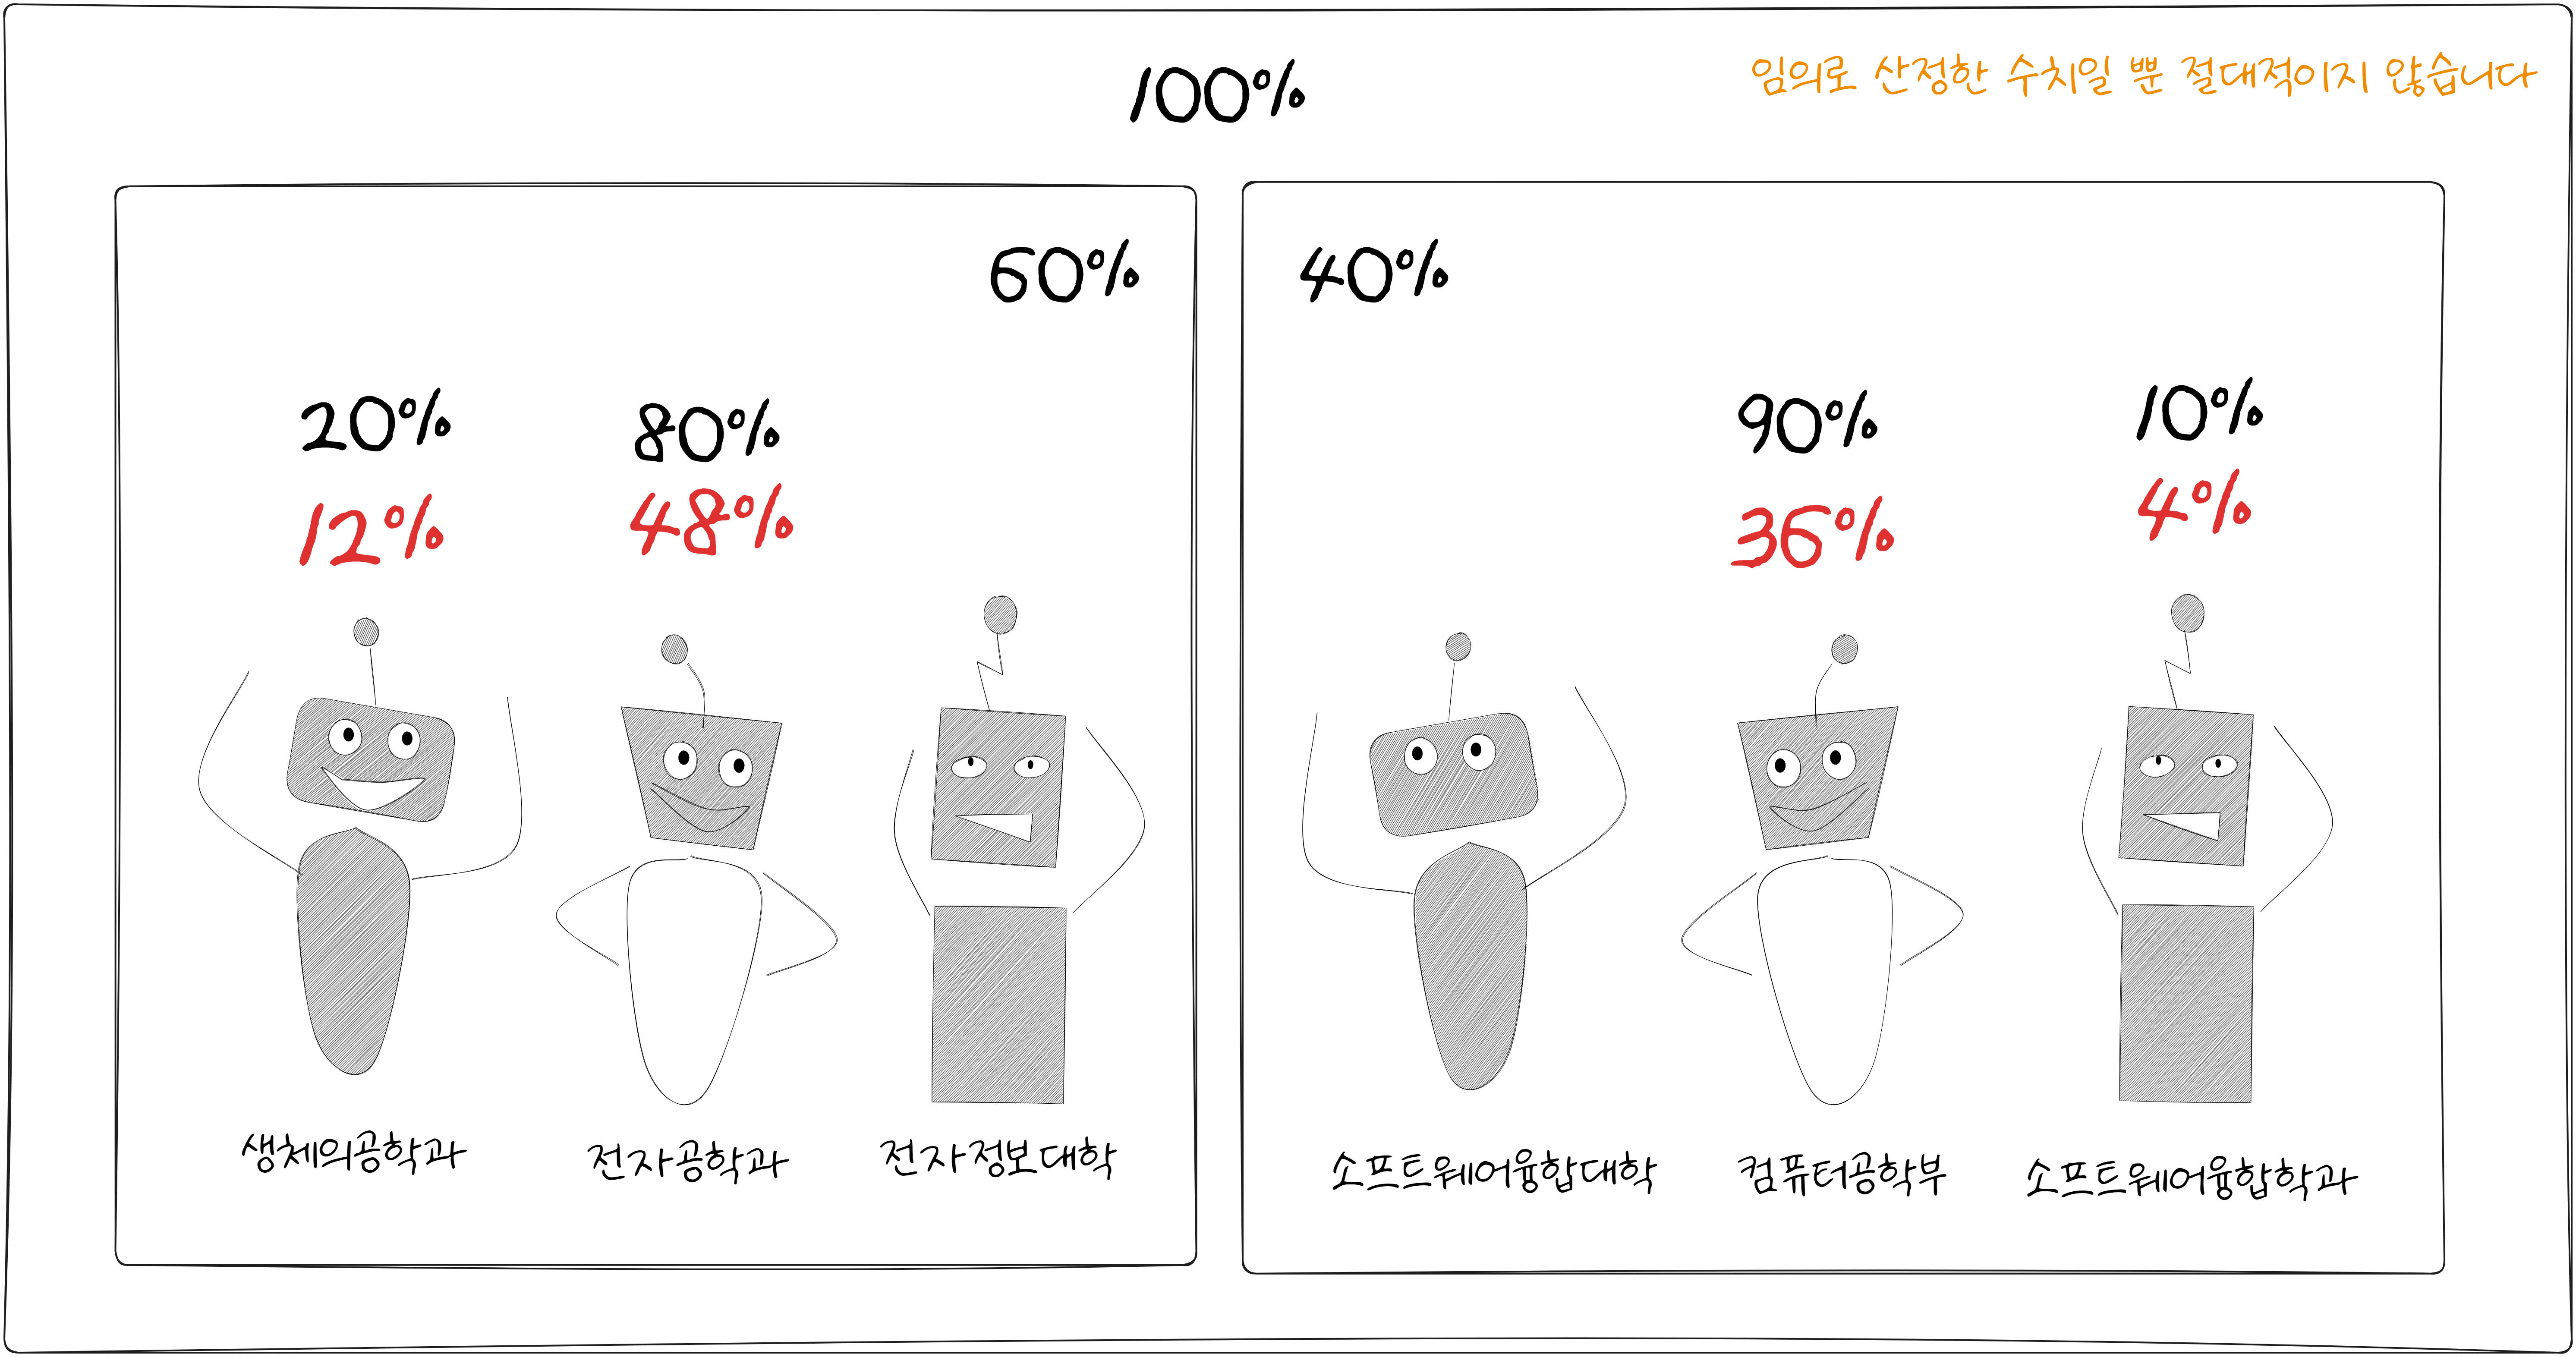 100%
임의로 산정한 수치일 뿐 절대적이지 않습니다
60%
20%
80%
12%
48%
생체의공학과
전자공학과
전자정보대학
40%
90%
10%
36%
4%
소프트웨어융합대학
컴퓨터공학부
소프트웨어융합학과